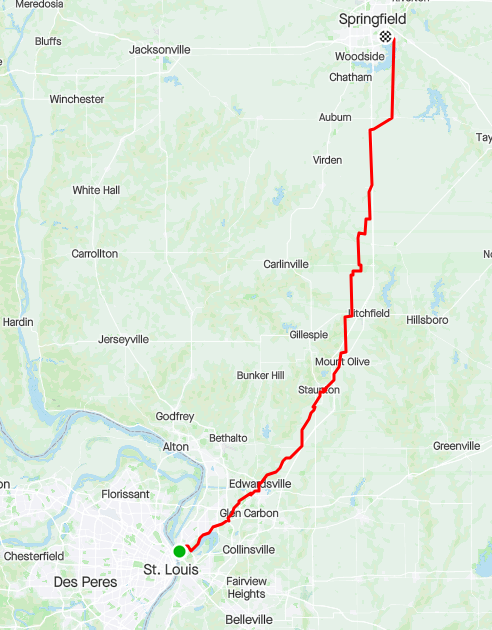 Meredosia
Springfield
Bluffs
Jacksonville
Woodside
Chatham
Winchester
Auburn
Virden
White Hall
Carrollton
Carlinville
Hardin
Litchfield
Hillsboro
Jerseyville
Gillespie
Mount Olive
Bunker Hill
Staunton
Godfrey
Bethalto
Alton
Greenville
Edwardsville
Florissant
Glen Carbon
Chesterfield
Collinsville
St. Louis
Des Peres
Fairview
Heights
Belleville